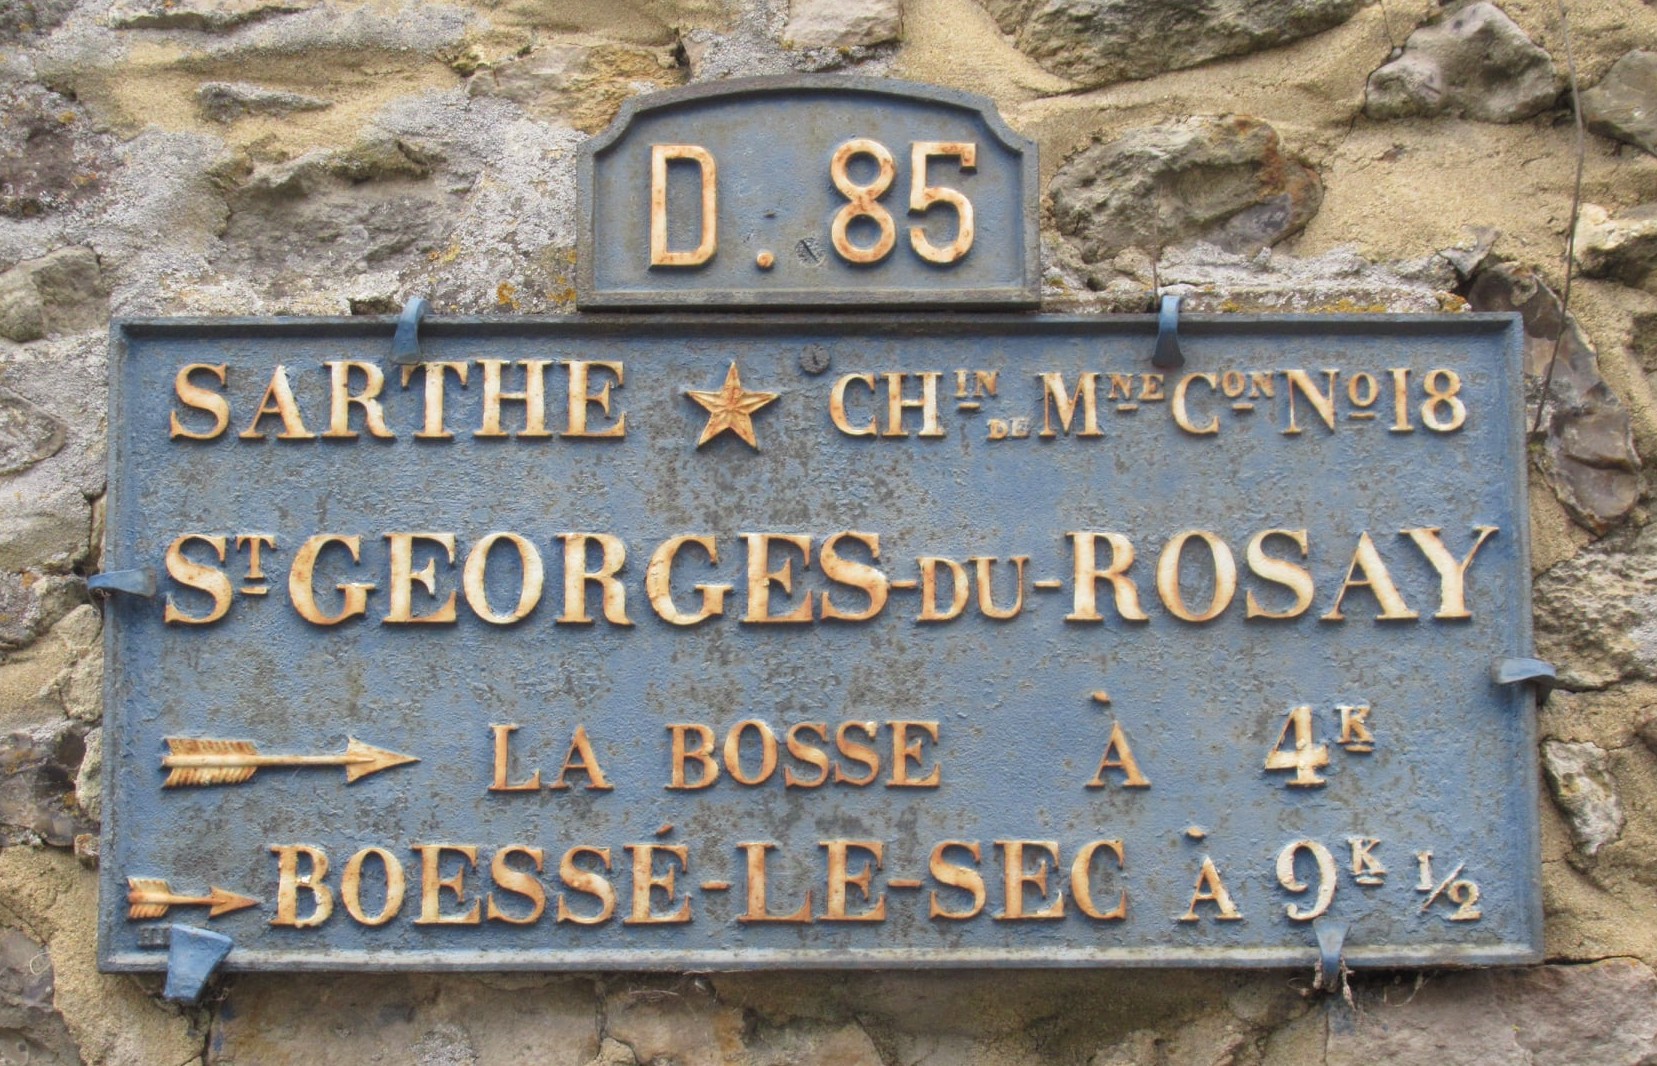 D. 85
SARTHE ★ CHIN DE MNE CON NO 18
ST GEORGES-DU-ROSAY
LA BOSSE À 4K
BOESSÉ-LE-SEC À 9K 1/2